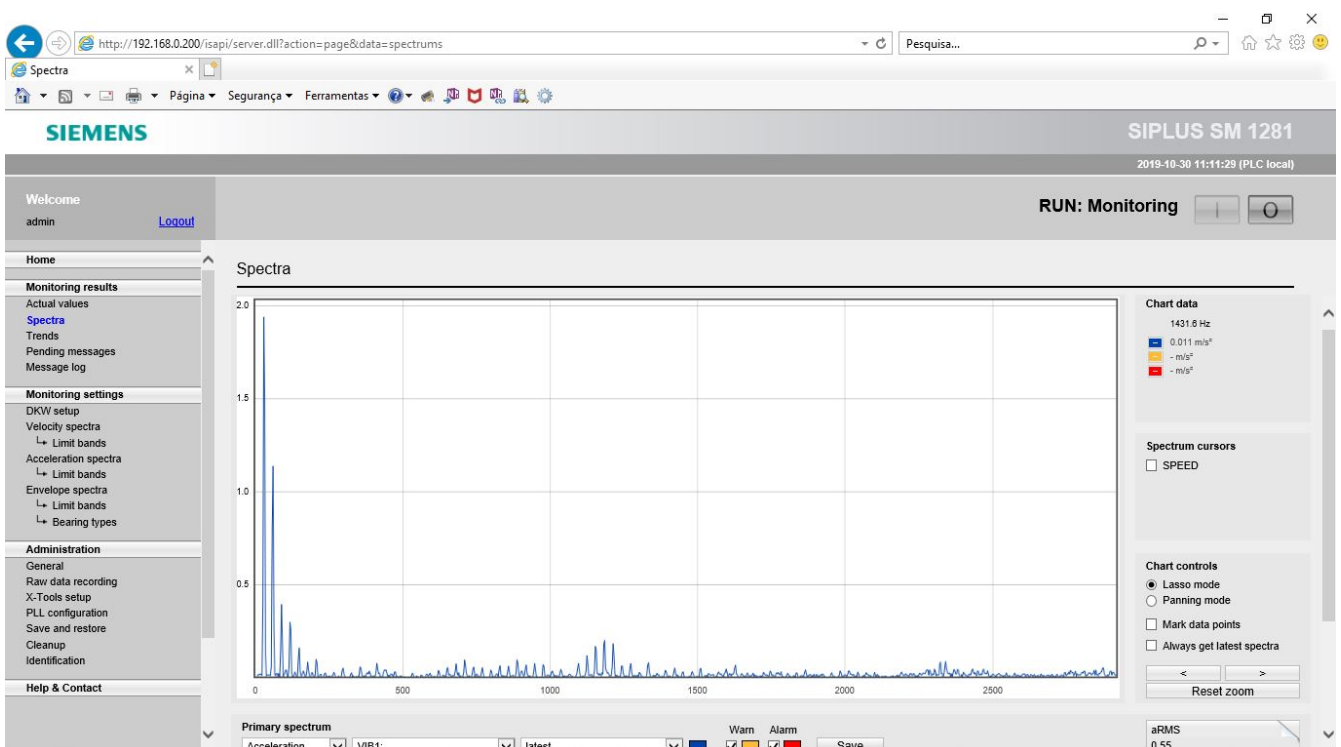 http://192.168.0.200/isapi/server.dll?action=page&data=spectrums
Pesquisa...
Spectra
Página Segurança Ferramentas
SIEMENS
SIPLUS SM 1281
2019-10-30 11:11:29 (PLC local)
Welcome
admin Logout
RUN: Monitoring
I O
Home
Monitoring results
Actual values
Spectra
Trends
Pending messages
Message log
Monitoring settings
DKW setup
Velocity spectra
Limit bands
Acceleration spectra
Limit bands
Envelope spectra
Limit bands
Bearing types
Administration
General
Raw data recording
X-Tools setup
PLL configuration
Save and restore
Cleanup
Identification
Help & Contact
Spectra
2.0
1.5
1.0
0.5
0 500 1000 1500 2000 2500
Chart data
1431.6 Hz
0.011 m/s²
- m/s²
- m/s²
Spectrum cursors
SPEED
Chart controls
Lasso mode
Panning mode
Mark data points
Always get latest spectra
< >
Reset zoom
Primary spectrum
Warn Alarm
Acceleration VIB1: latest Save
aRMS
0.55